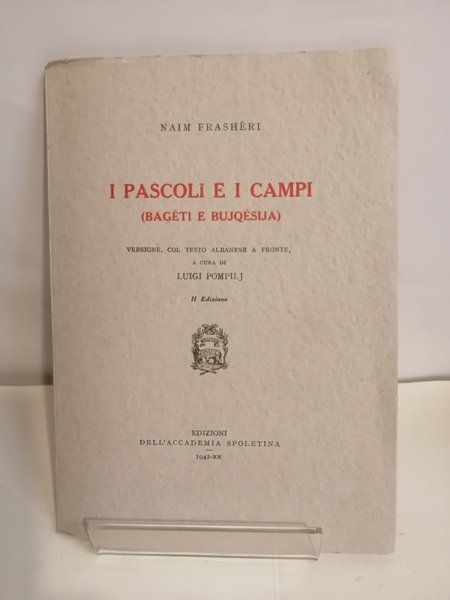 NAIM FRASHËRI
I PASCOLI E I CAMPI
(BAGËTI E BUJQËSIJA)
VERSIONE, COL TESTO ALBANESE A FRONTE,
A CURA DI
LUIGI POMPILJ
II Edizione
EDIZIONI
DELL'ACCADEMIA SPOLETINA
1942-XX